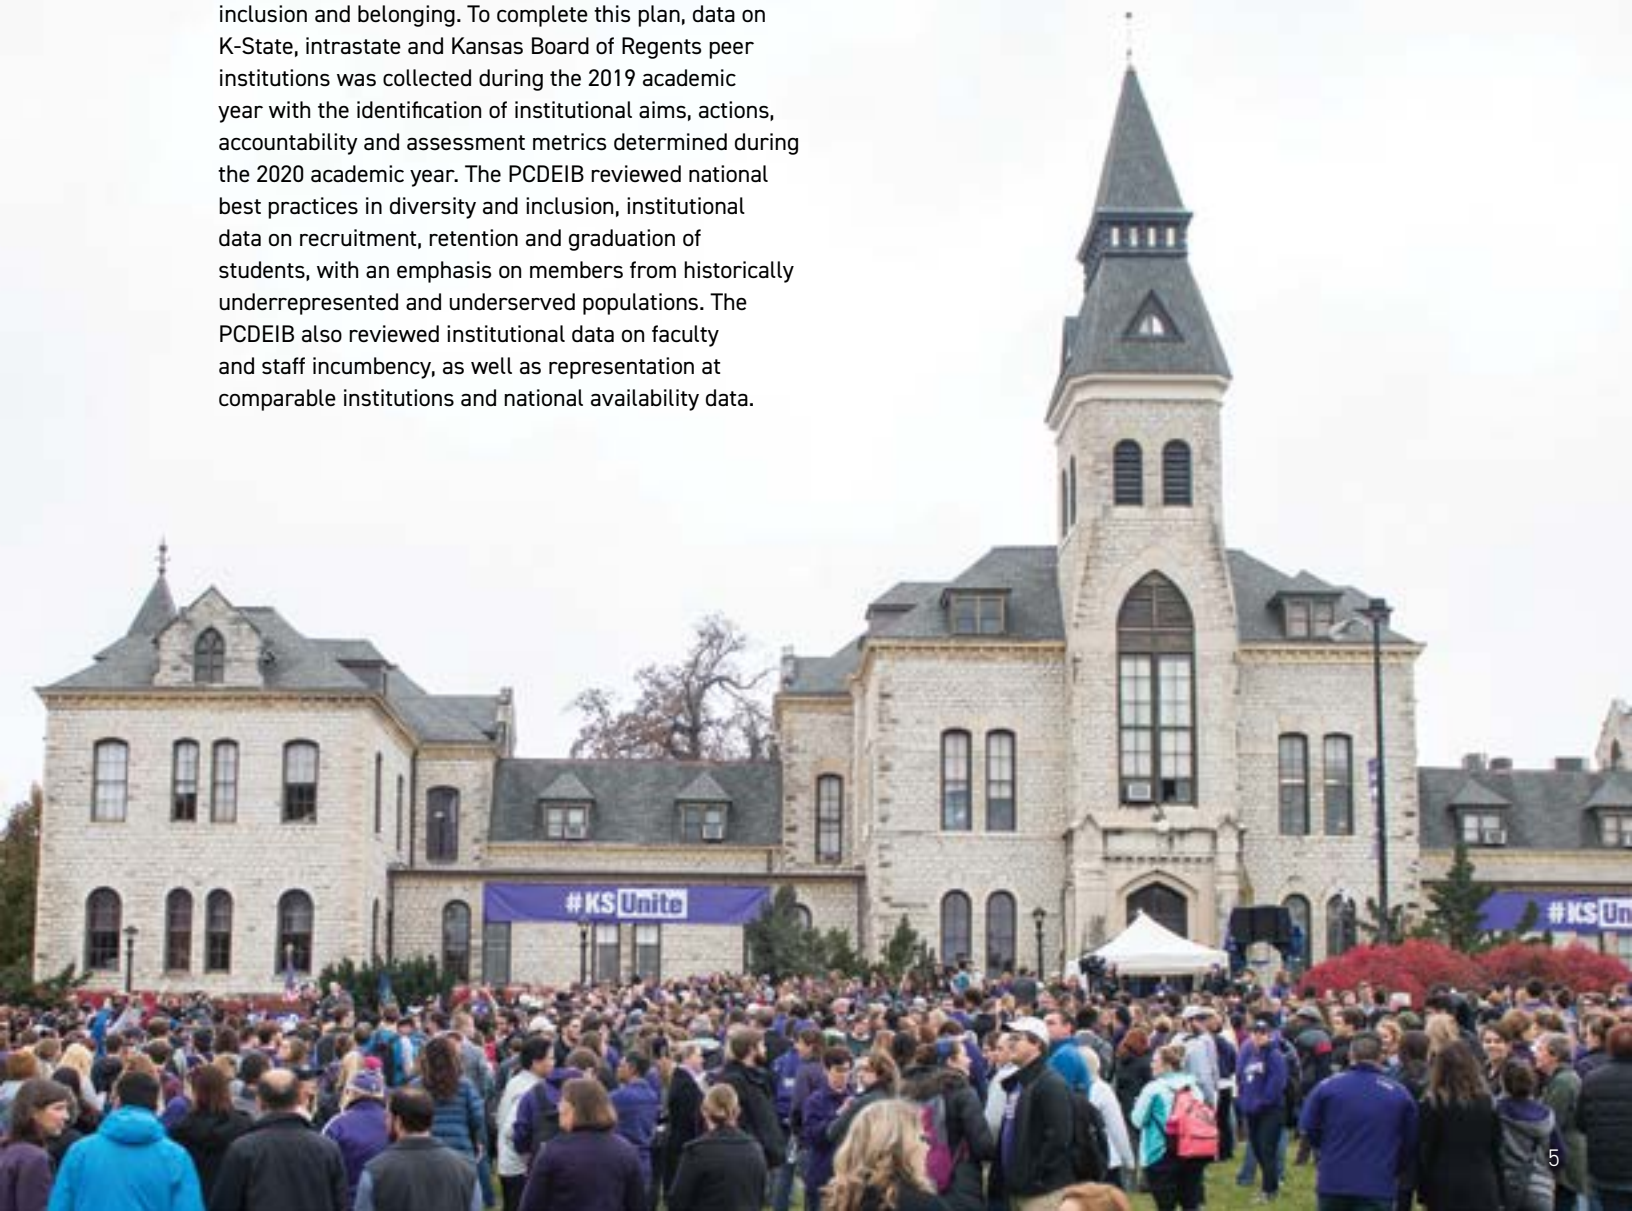 inclusion and belonging. To complete this plan, data on
K-State, intrastate and Kansas Board of Regents peer
institutions was collected during the 2019 academic
year with the identification of institutional aims, actions,
accountability and assessment metrics determined during
the 2020 academic year. The PCDEIB reviewed national
best practices in diversity and inclusion, institutional
data on recruitment, retention and graduation of
students, with an emphasis on members from historically
underrepresented and underserved populations. The
PCDEIB also reviewed institutional data on faculty
and staff incumbency, as well as representation at
comparable institutions and national availability data.
#KSUnite
#KSUn
5